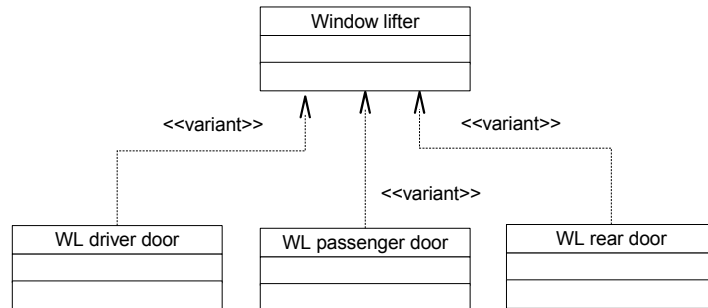 Window lifter
<<variant>>
<<variant>>
<<variant>>
WL driver door
WL passenger door
WL rear door